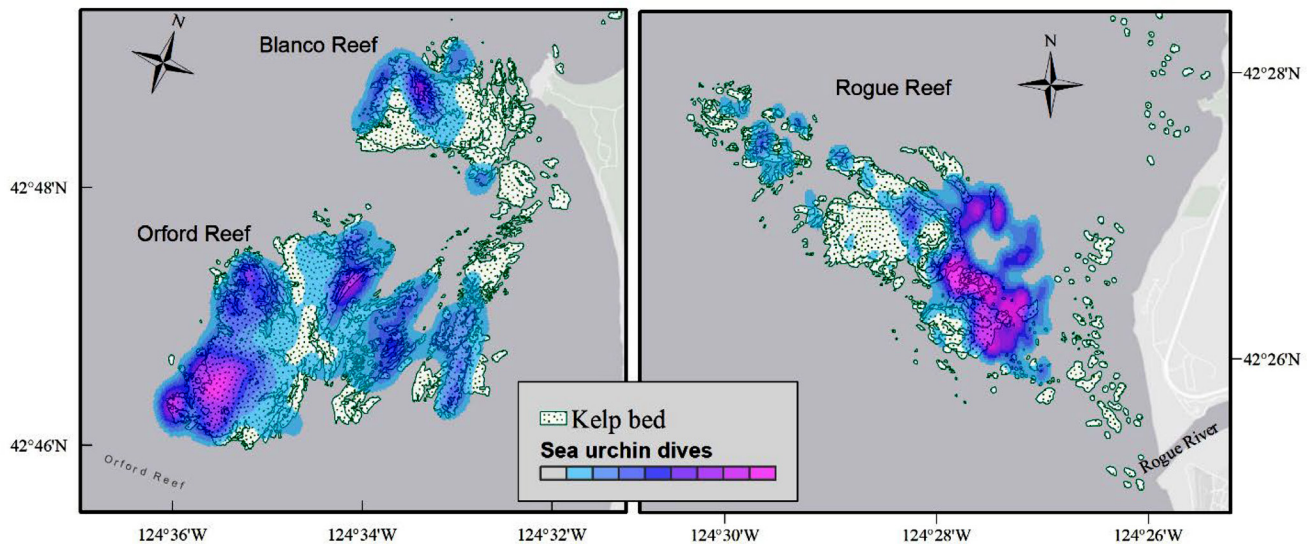 N
Blanco Reef
42°48'N
Orford Reef
42°46'N
Orford Reef
124°36'W
124°34'W
124°32'W
N
Rogue Reef
42°28'N
42°26'N
Rogue River
124°30'W
124°28'W
124°26'W
Kelp bed
Sea urchin dives